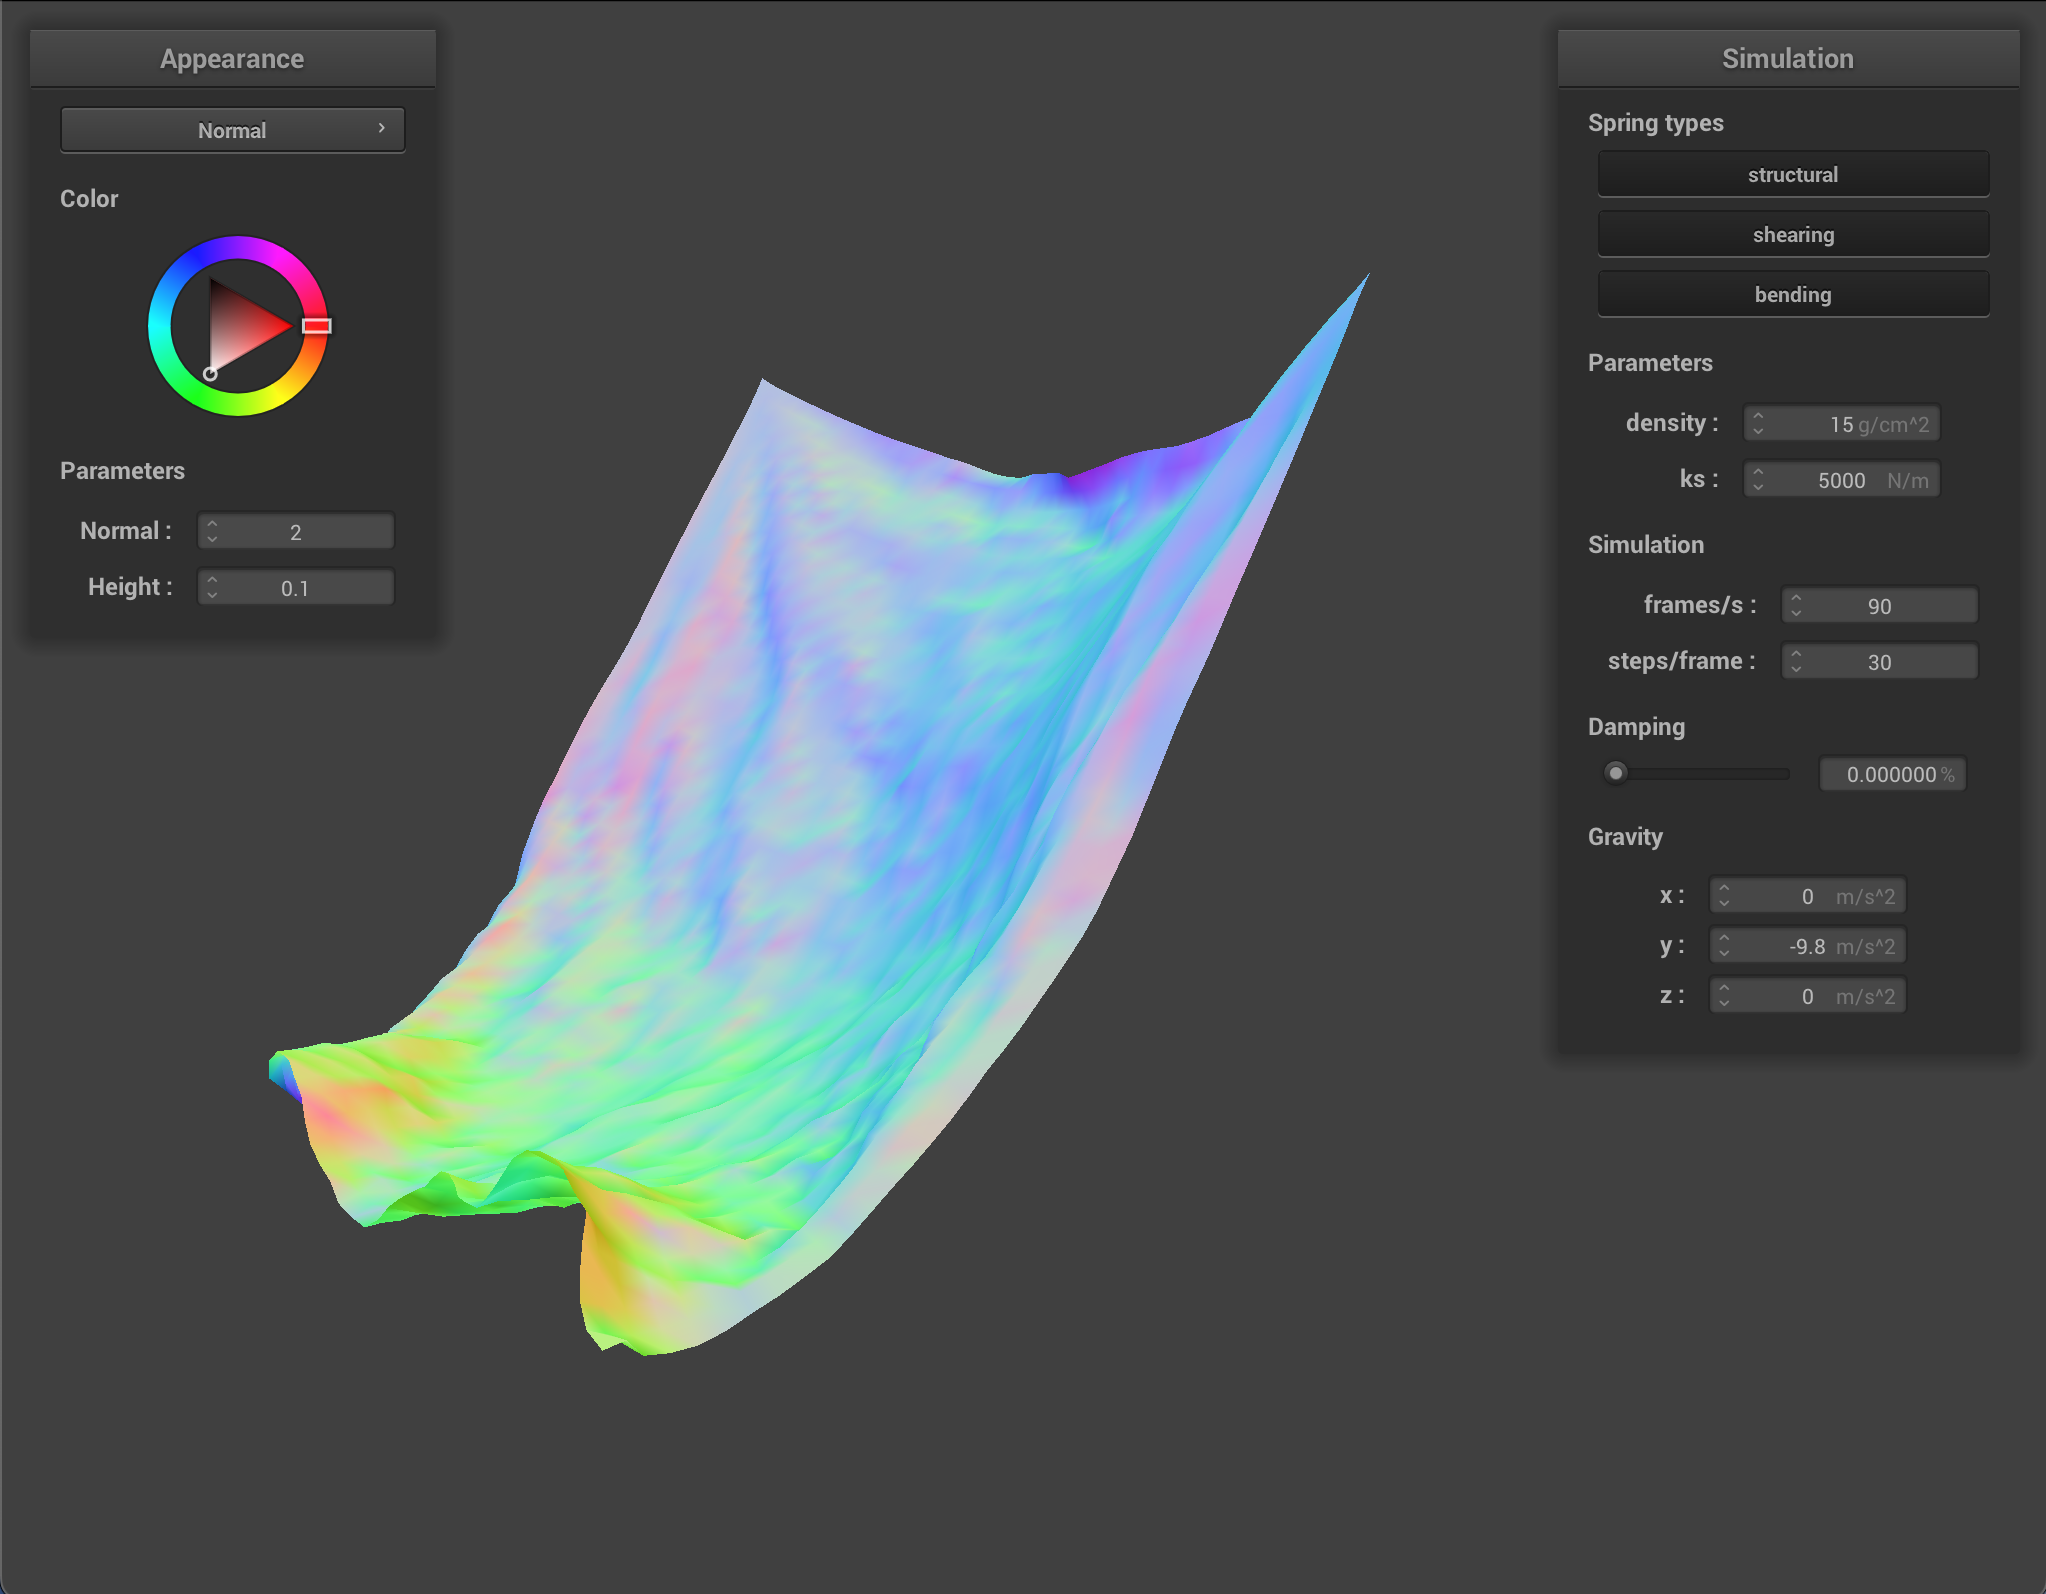 Appearance
Normal
Color
Parameters
Normal : 2
Height : 0.1
Simulation
Spring types
structural
shearing
bending
Parameters
density : 15 g/cm^2
ks : 5000 N/m
Simulation
frames/s : 90
steps/frame : 30
Damping
0.000000 %
Gravity
x : 0 m/s^2
y : -9.8 m/s^2
z : 0 m/s^2